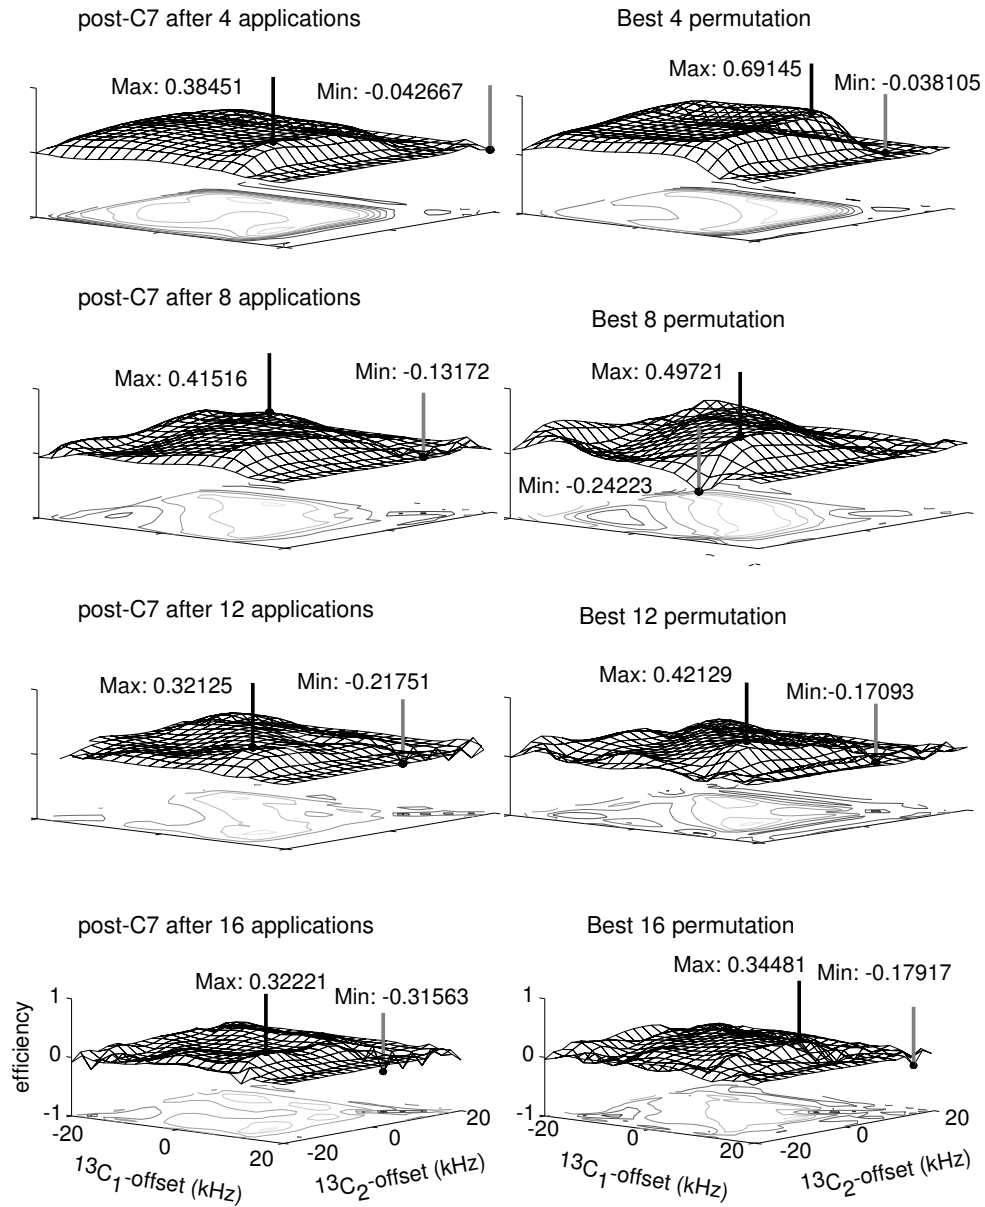 post-C7 after 4 applications
Best 4 permutation
Max: 0.38451
Min: -0.042667
Max: 0.69145
Min: -0.038105
post-C7 after 8 applications
Best 8 permutation
Max: 0.41516
Min: -0.13172
Max: 0.49721
Min: -0.24223
post-C7 after 12 applications
Best 12 permutation
Max: 0.32125
Min: -0.21751
Max: 0.42129
Min:-0.17093
post-C7 after 16 applications
Best 16 permutation
Max: 0.32221
Min: -0.31563
Max: 0.34481
Min: -0.17917
efficiency
1
0
-1
-20
0
20
-20
0
20
13C1-offset (kHz)
13C2-offset (kHz)
1
0
-1
-20
0
20
-20
0
20
13C1-offset (kHz)
13C2-offset (kHz)